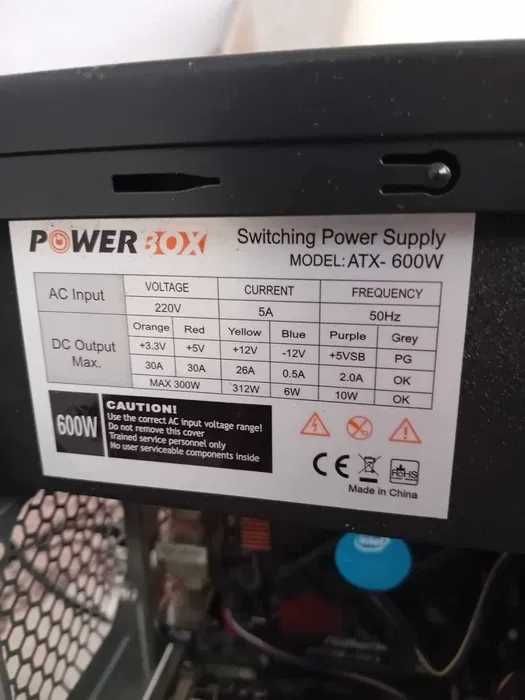 POWER BOX
Switching Power Supply
MODEL: ATX- 600W
AC Input VOLTAGE CURRENT FREQUENCY
220V 5A 50Hz
DC Output Max. Orange Red Yellow Blue Purple Grey
+3.3V +5V +12V -12V +5VSB PG
30A 30A 26A 0.5A 2.0A OK
MAX 300W 312W 6W 10W OK
600W
CAUTION!
Use the correct AC input voltage range!
Do not remove this cover
Trained service personnel only
No user serviceable components inside
CE
RoHS
Made in China
intel